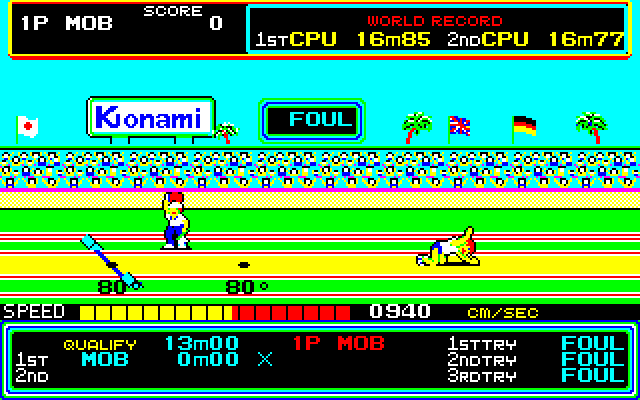 SCORE
1P MOB 0
WORLD RECORD
1STCPU 16m85 2NDCPU 16m77
Konami
FOUL
80° 80°
SPEED 0940 CM/SEC
QUALIFY 13m00 1P MOB 1STTRY FOUL
1ST MOB 0m00 X 2NDTRY FOUL
2ND 3RDTRY FOUL